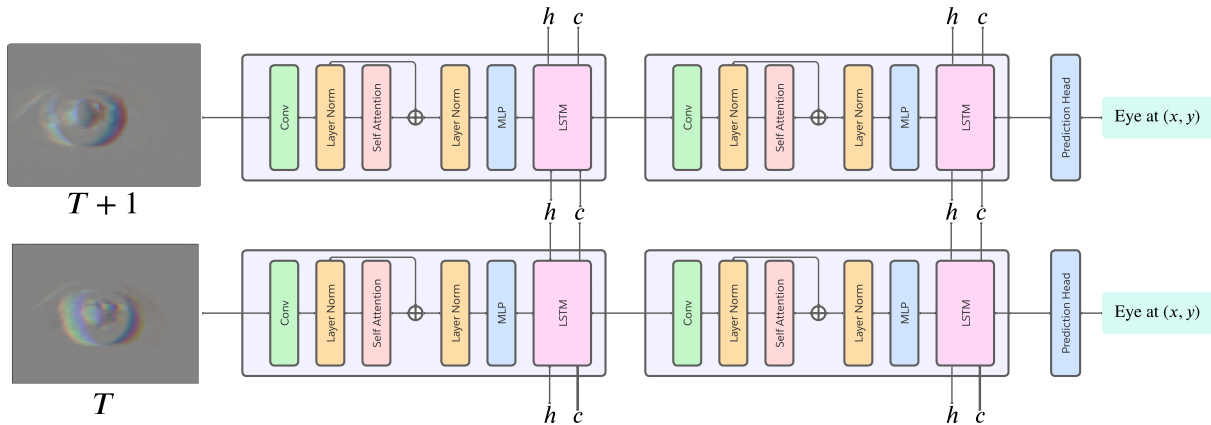 h c h c
Conv Layer Norm Self Attention Layer Norm MLP LSTM Conv Layer Norm Self Attention Layer Norm MLP LSTM Prediction Head Eye at (x, y)
T + 1
h c h c
Conv Layer Norm Self Attention Layer Norm MLP LSTM Conv Layer Norm Self Attention Layer Norm MLP LSTM Prediction Head Eye at (x, y)
T
h c h c